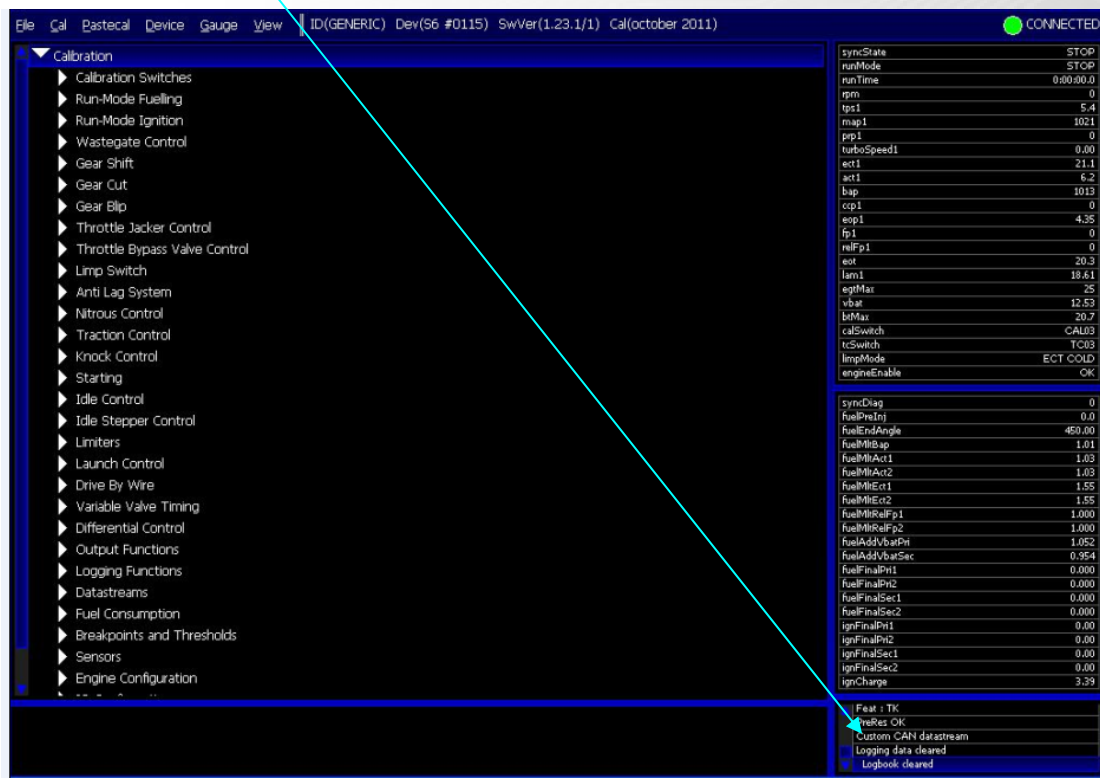 File Cal Pastecal Device Gauge View ID(GENERIC) Dev(S6 #0115) SwVer(1.23.1/1) Cal(october 2011) CONNECTED
Calibration
Calibration Switches
Run-Mode Fuelling
Run-Mode Ignition
Wastegate Control
Gear Shift
Gear Cut
Gear Blip
Throttle Jacker Control
Throttle Bypass Valve Control
Limp Switch
Anti Lag System
Nitrous Control
Traction Control
Knock Control
Starting
Idle Control
Idle Stepper Control
Limiters
Launch Control
Drive By Wire
Variable Valve Timing
Differential Control
Output Functions
Logging Functions
Datastreams
Fuel Consumption
Breakpoints and Thresholds
Sensors
Engine Configuration
syncState STOP
runMode STOP
runTime 0:00:00.0
rpm 0
tps1 5.4
map1 1021
prp1 0
turboSpeed1 0.00
ect1 21.1
act1 6.2
bap 1013
ccp1 0
eop1 4.35
fp1 0
relFp1 0
eot 20.3
lam1 18.61
egtMax 25
vbat 12.53
btMax 20.7
calSwitch CAL03
tcSwitch TC03
limpMode ECT COLD
engineEnable OK
syncDiag 0
fuelPreInj 0.0
fuelEndAngle 450.00
fuelMltBap 1.01
fuelMltAct1 1.03
fuelMltAct2 1.03
fuelMltEct1 1.55
fuelMltEct2 1.55
fuelMltRelFp1 1.000
fuelMltRelFp2 1.000
fuelAddVbatPri 1.052
fuelAddVbatSec 0.954
fuelFinalPri1 0.000
fuelFinalPri2 0.000
fuelFinalSec1 0.000
fuelFinalSec2 0.000
ignFinalPri1 0.00
ignFinalPri2 0.00
ignFinalSec1 0.00
ignFinalSec2 0.00
ignCharge 3.39
Feat : TK
PreRes OK
Custom CAN datastream
Logging data cleared
Logbook cleared